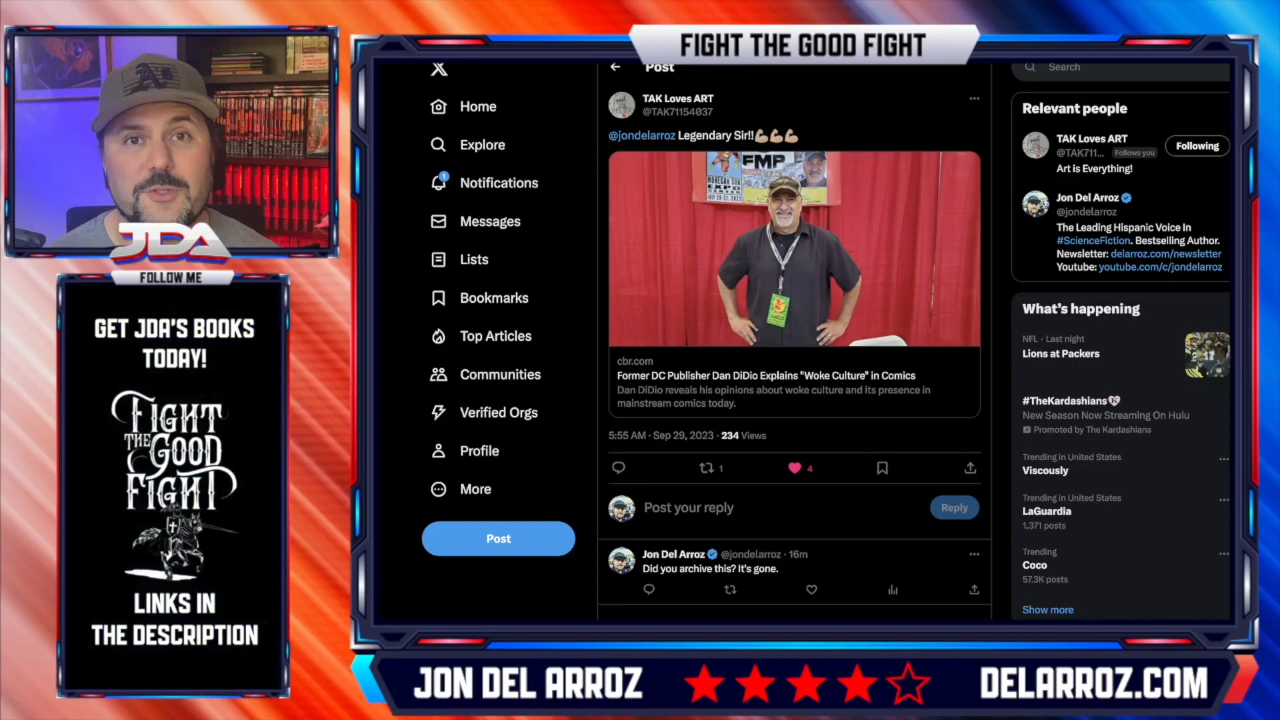 FIGHT THE GOOD FIGHT
JDA
FOLLOW ME
GET JDA'S BOOKS
TODAY!
FIGHT
THE GOOD
FIGHT
LINKS IN
THE DESCRIPTION
Home
Explore
1
Notifications
Messages
Lists
Bookmarks
Top Articles
Communities
Verified Orgs
Profile
More
Post
Post
TAK Loves ART
@TAK71154037
@jondelarroz Legendary Sir!!💪💪💪
FMP
EXPO
cbr.com
Former DC Publisher Dan DiDio Explains "Woke Culture" in Comics
Dan DiDio reveals his opinions about woke culture and its presence in
mainstream comics today.
5:55 AM · Sep 29, 2023 · 234 Views
1
4
Post your reply
Reply
Jon Del Arroz @jondelarroz · 16m
Did you archive this? It's gone.
Search
Relevant people
TAK Loves ART
@TAK711... Follows you
Following
Art is Everything!
Jon Del Arroz
@jondelarroz
The Leading Hispanic Voice In
#ScienceFiction. Bestselling Author.
Newsletter: delarroz.com/newsletter
Youtube: youtube.com/c/jondelarroz
What's happening
NFL · Last night
Lions at Packers
#TheKardashians
New Season Now Streaming On Hulu
Promoted by The Kardashians
Trending in United States
Viscously
Trending in United States
LaGuardia
1,371 posts
Trending
Coco
57.3K posts
Show more
JON DEL ARROZ
DELARROZ.COM